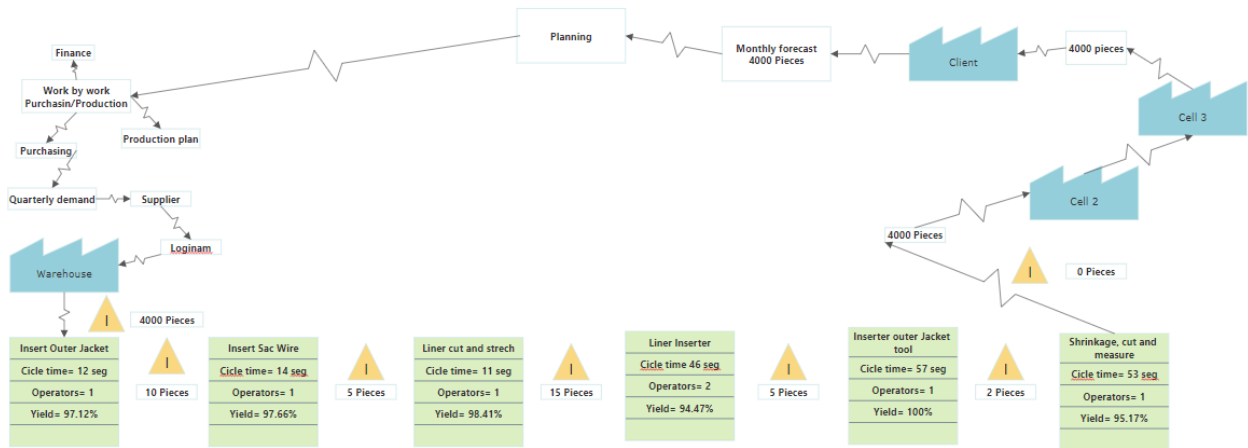 Planning
Monthly forecast
4000 Pieces
Client
4000 pieces
Cell 3
Finance
Work by work
Purchasin/Production
Production plan
Purchasing
Quarterly demand
Supplier
Loginam
Warehouse
Cell 2
4000 Pieces
I
0 Pieces
I
4000 Pieces
Insert Outer Jacket
Cicle time= 12 seg
Operators= 1
Yield= 97.12%
I
10 Pieces
Insert Sac Wire
Cicle time= 14 seg
Operators= 1
Yield= 97.66%
I
5 Pieces
Liner cut and strech
Cicle time= 11 seg
Operators= 1
Yield= 98.41%
I
15 Pieces
Liner Inserter
Cicle time 46 seg
Operators= 2
Yield= 94.47%
I
5 Pieces
Inserter outer Jacket
tool
Cicle time= 57 seg
Operators= 1
Yield= 100%
I
2 Pieces
Shrinkage, cut and
measure
Cicle time= 53 seg
Operators= 1
Yield= 95.17%